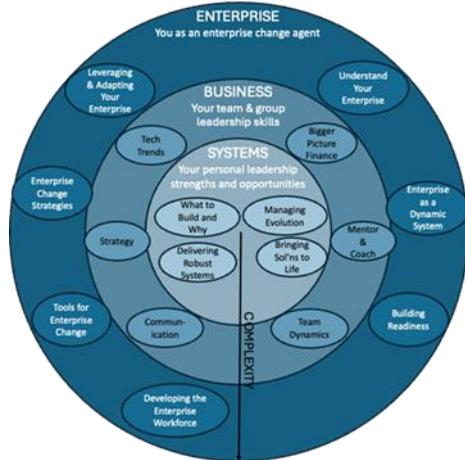 ENTERPRISE
You as an enterprise change agent
Leveraging
& Adapting
Your
Enterprise
Understand
Your
Enterprise
BUSINESS
Your team & group
leadership skills
Tech
Trends
Bigger
Picture
Finance
SYSTEMS
Your personal leadership
strengths and opportunities
Enterprise
Change
Strategies
What to
Build and
Why
Managing
Evolution
Enterprise
as a
Dynamic
System
Strategy
Delivering
Robust
Systems
Bringing
Sol'ns to
Life
Mentor
& Coach
Tools for
Enterprise
Change
Commun-
ication
COMPLEXITY
Team
Dynamics
Building
Readiness
Developing the
Enterprise
Workforce